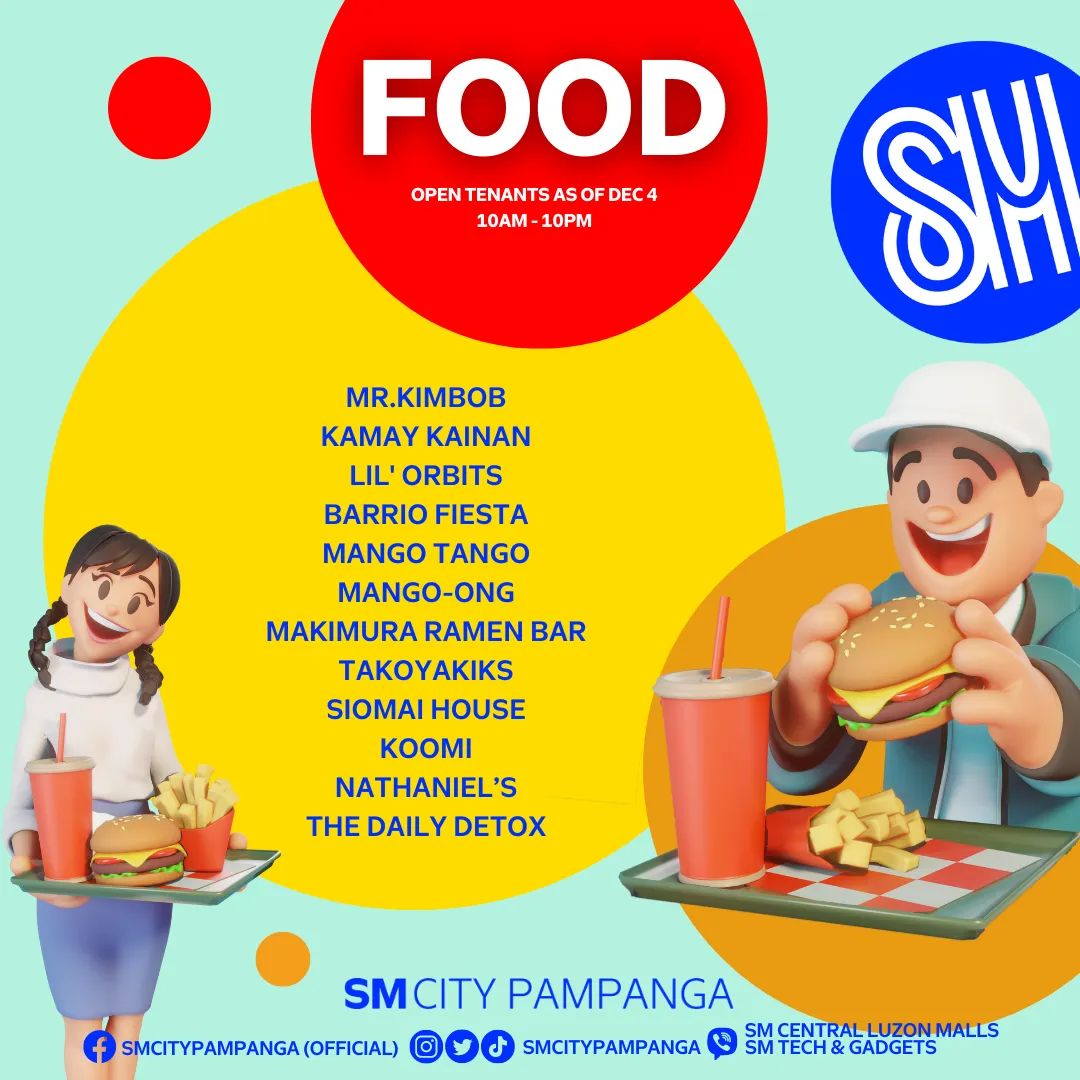 FOOD
OPEN TENANTS AS OF DEC 4
10AM - 10PM
SM
MR.KIMBOB
KAMAY KAINAN
LIL' ORBITS
BARRIO FIESTA
MANGO TANGO
MANGO-ONG
MAKIMURA RAMEN BAR
TAKOYAKIKS
SIOMAI HOUSE
KOOMI
NATHANIEL’S
THE DAILY DETOX
SM CITY PAMPANGA
SMCITYPAMPANGA (OFFICIAL)
SMCITYPAMPANGA
SM CENTRAL LUZON MALLS
SM TECH & GADGETS